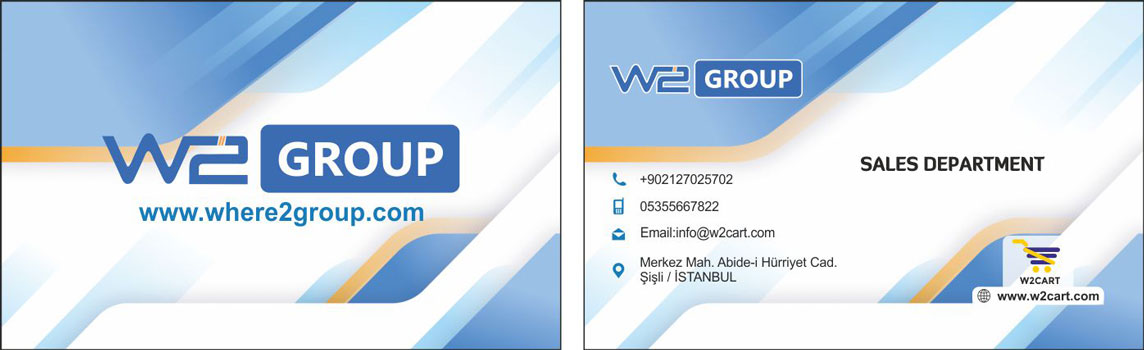 W2 GROUP
www.where2group.com
W2 GROUP
SALES DEPARTMENT
+902127025702
05355667822
Email:info@w2cart.com
Merkez Mah. Abide-i Hürriyet Cad.
Şişli / İSTANBUL
W2CART
www.w2cart.com